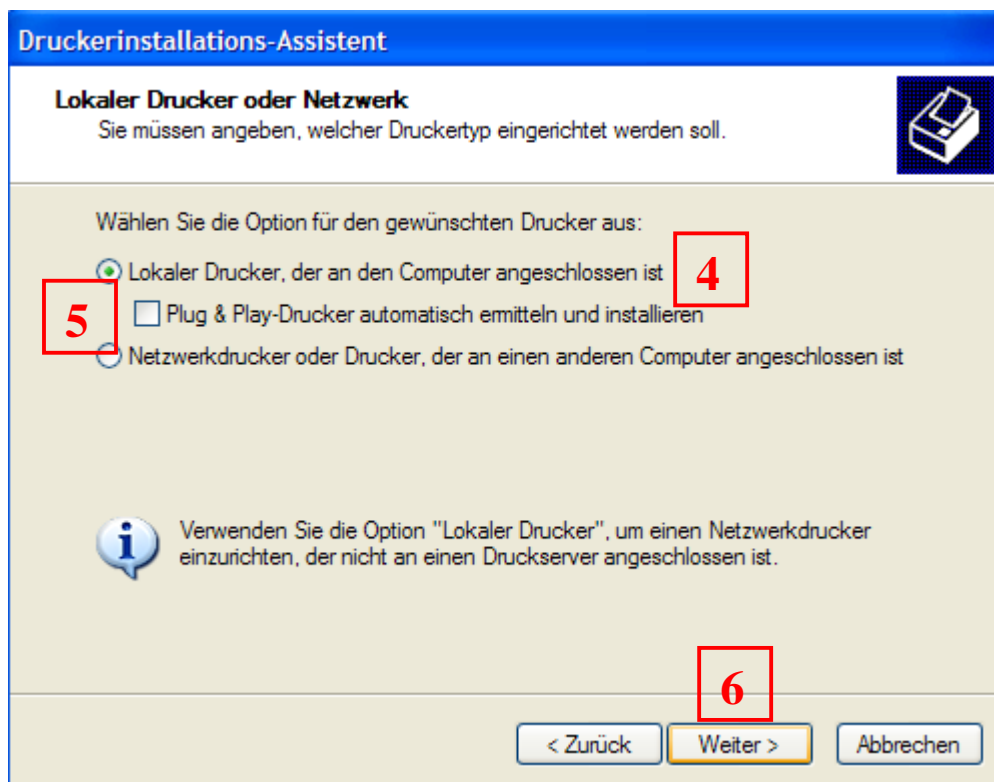 Druckerinstallations-Assistent
Lokaler Drucker oder Netzwerk
Sie müssen angeben, welcher Druckertyp eingerichtet werden soll.
Wählen Sie die Option für den gewünschten Drucker aus:
Lokaler Drucker, der an den Computer angeschlossen ist 4
5 Plug & Play-Drucker automatisch ermitteln und installieren
Netzwerkdrucker oder Drucker, der an einen anderen Computer angeschlossen ist
Verwenden Sie die Option "Lokaler Drucker", um einen Netzwerkdrucker
einzurichten, der nicht an einen Druckserver angeschlossen ist.
6
< Zurück Weiter > Abbrechen